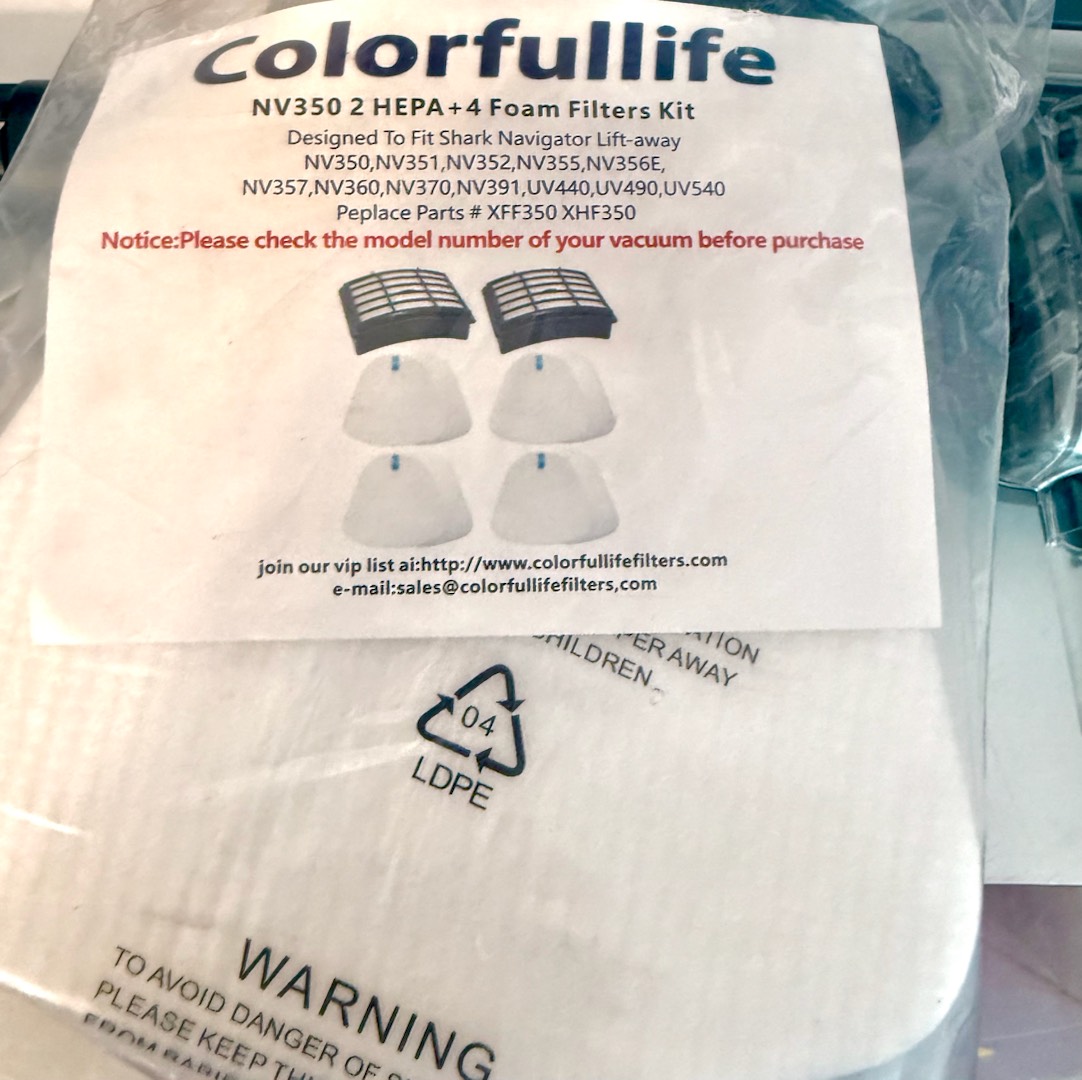 Colorfullife
NV350 2 HEPA+4 Foam Filters Kit
Designed To Fit Shark Navigator Lift-away
NV350,NV351,NV352,NV355,NV356E,
NV357,NV360,NV370,NV391,UV440,UV490,UV540
Peplace Parts # XFF350 XHF350
Notice:Please check the model number of your vacuum before purchase
join our vip list ai:http://www.colorfullifefilters.com
e-mail:sales@colorfullifefilters,com
PER AWAY
CHILDREN.
04
LDPE
WARNING
TO AVOID DANGER OF
PLEASE KEEP
FROM